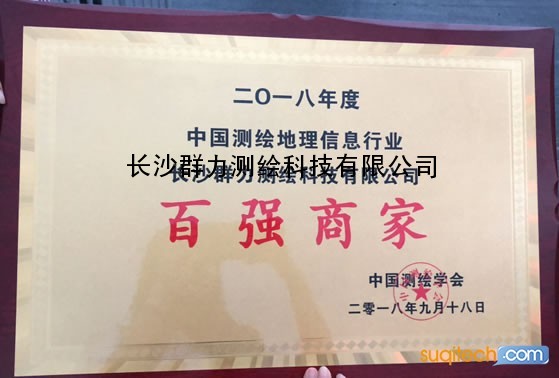 二〇一八年度
中国测绘地理信息行业
长沙群力测绘科技有限公司
长沙群力测绘科技有限公司
百强商家
中国测绘学会
二零一八年九月十八日
suqitech.com